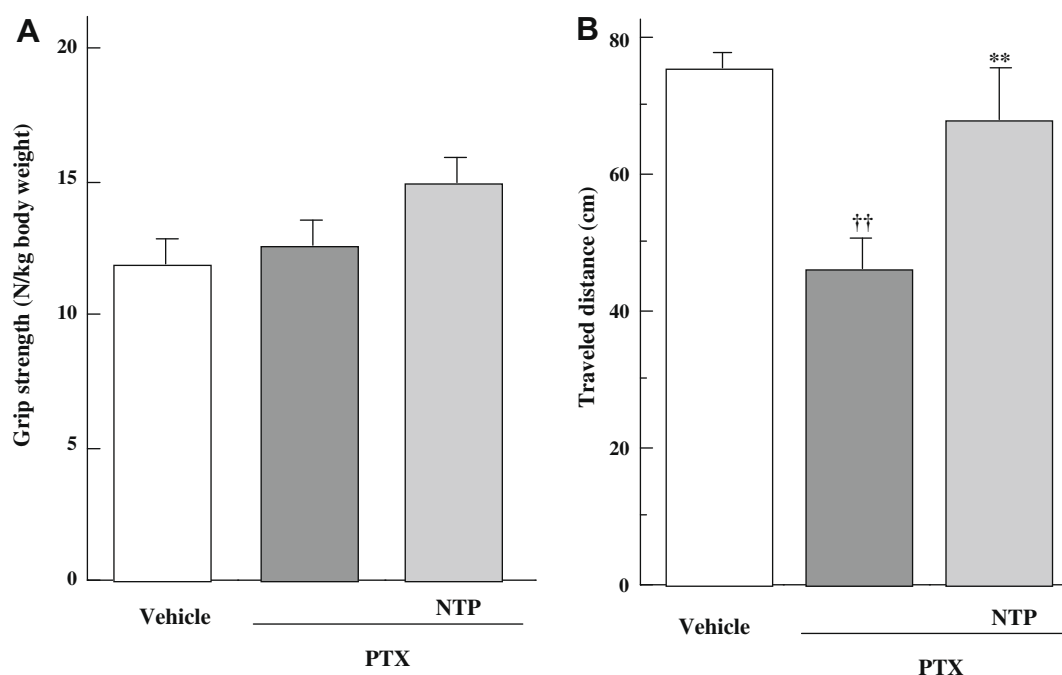 A
Grip strength (N/kg body weight)
20
15
10
5
0
Vehicle
NTP
PTX
B
Traveled distance (cm)
80
60
40
20
0
††
**
Vehicle
NTP
PTX